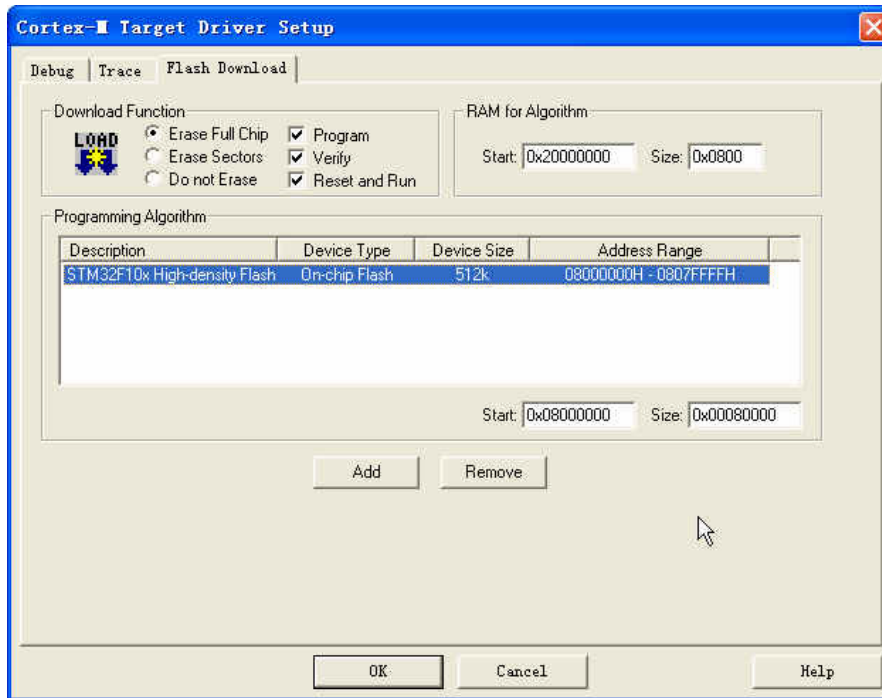 Cortex-M Target Driver Setup
Debug Trace Flash Download
Download Function
LOAD
Erase Full Chip Program
Erase Sectors Verify
Do not Erase Reset and Run
RAM for Algorithm
Start: 0x20000000 Size: 0x0800
Programming Algorithm
Description Device Type Device Size Address Range
STM32F10x High-density Flash On-chip Flash 512k 08000000H - 0807FFFFH
Start: 0x08000000 Size: 0x00080000
Add Remove
OK Cancel Help